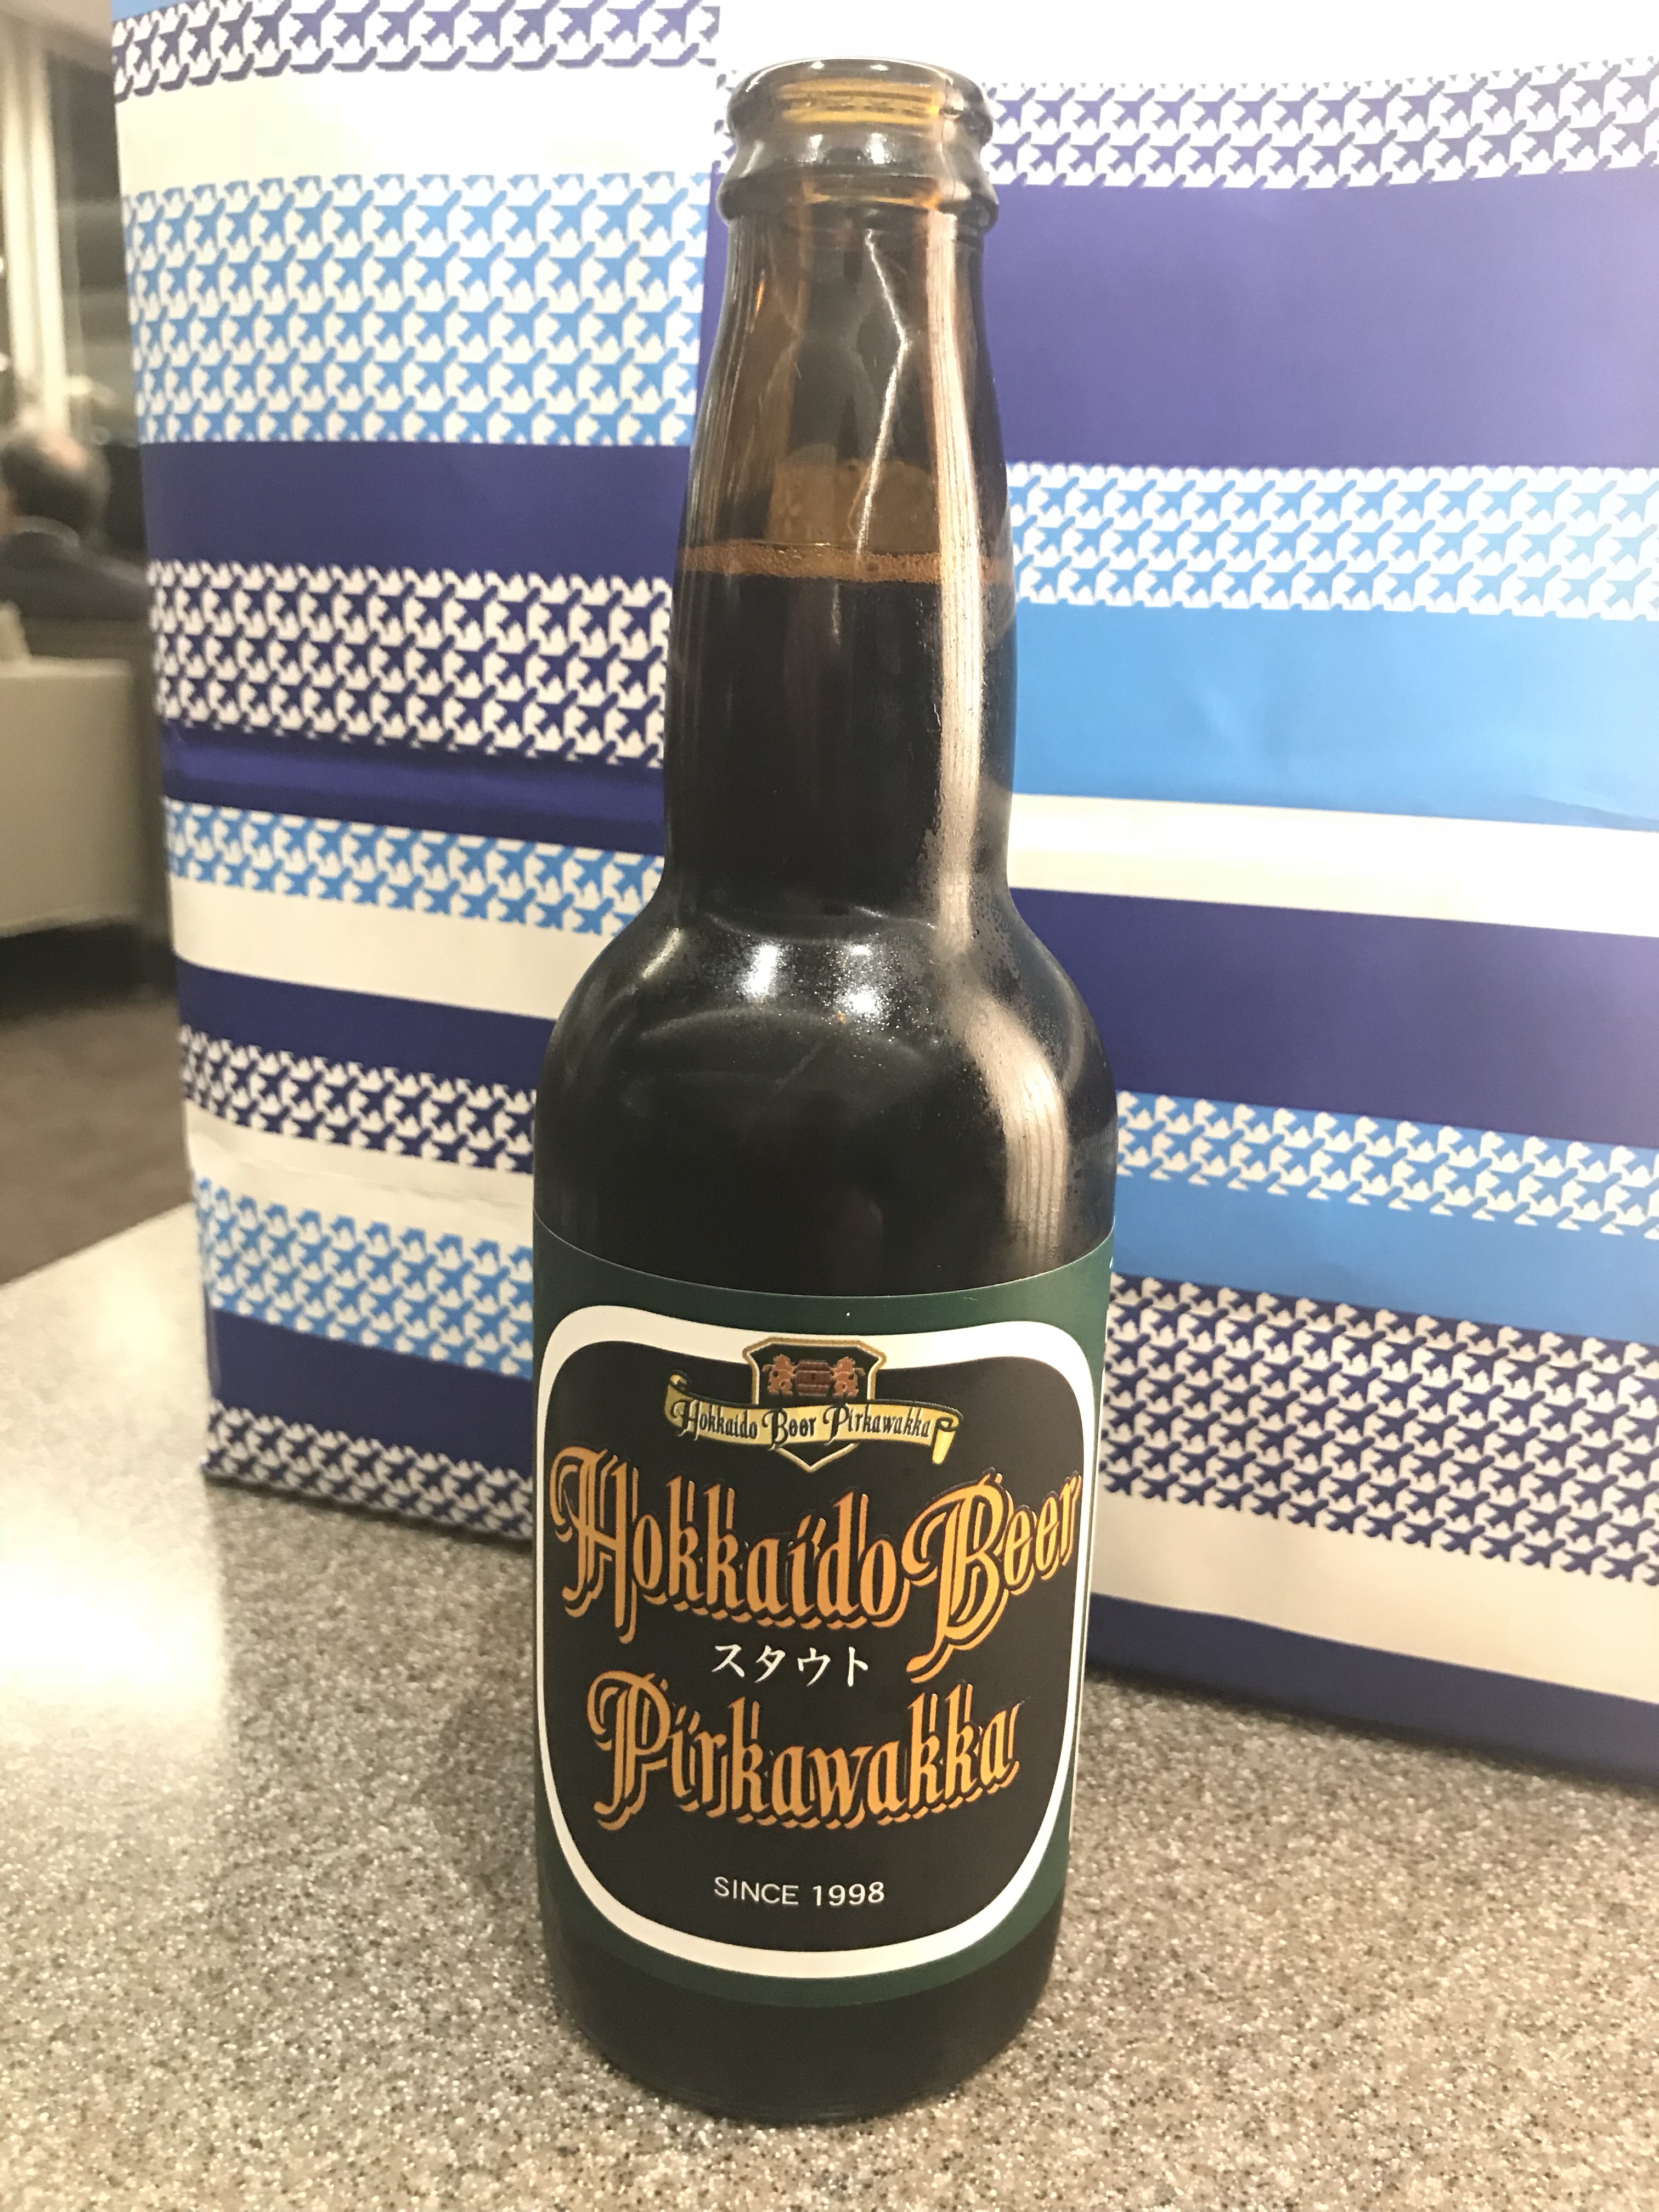 Hokkaido Beer Pirkawakka
Hokkaido Beer
スタウト
Pirkawakka
SINCE 1998